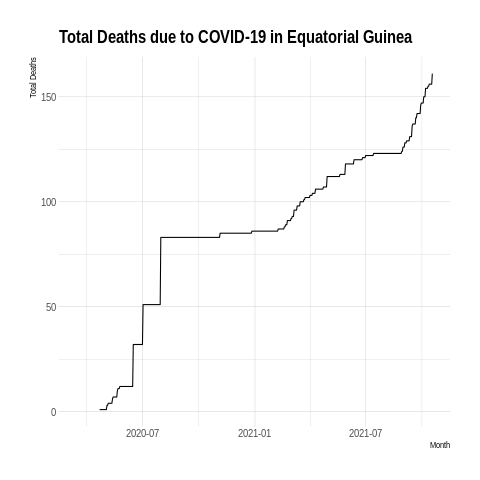 Total Deaths due to COVID-19 in Equatorial Guinea
Total Deaths
150
100
50
0
2020-07
2021-01
2021-07
Month